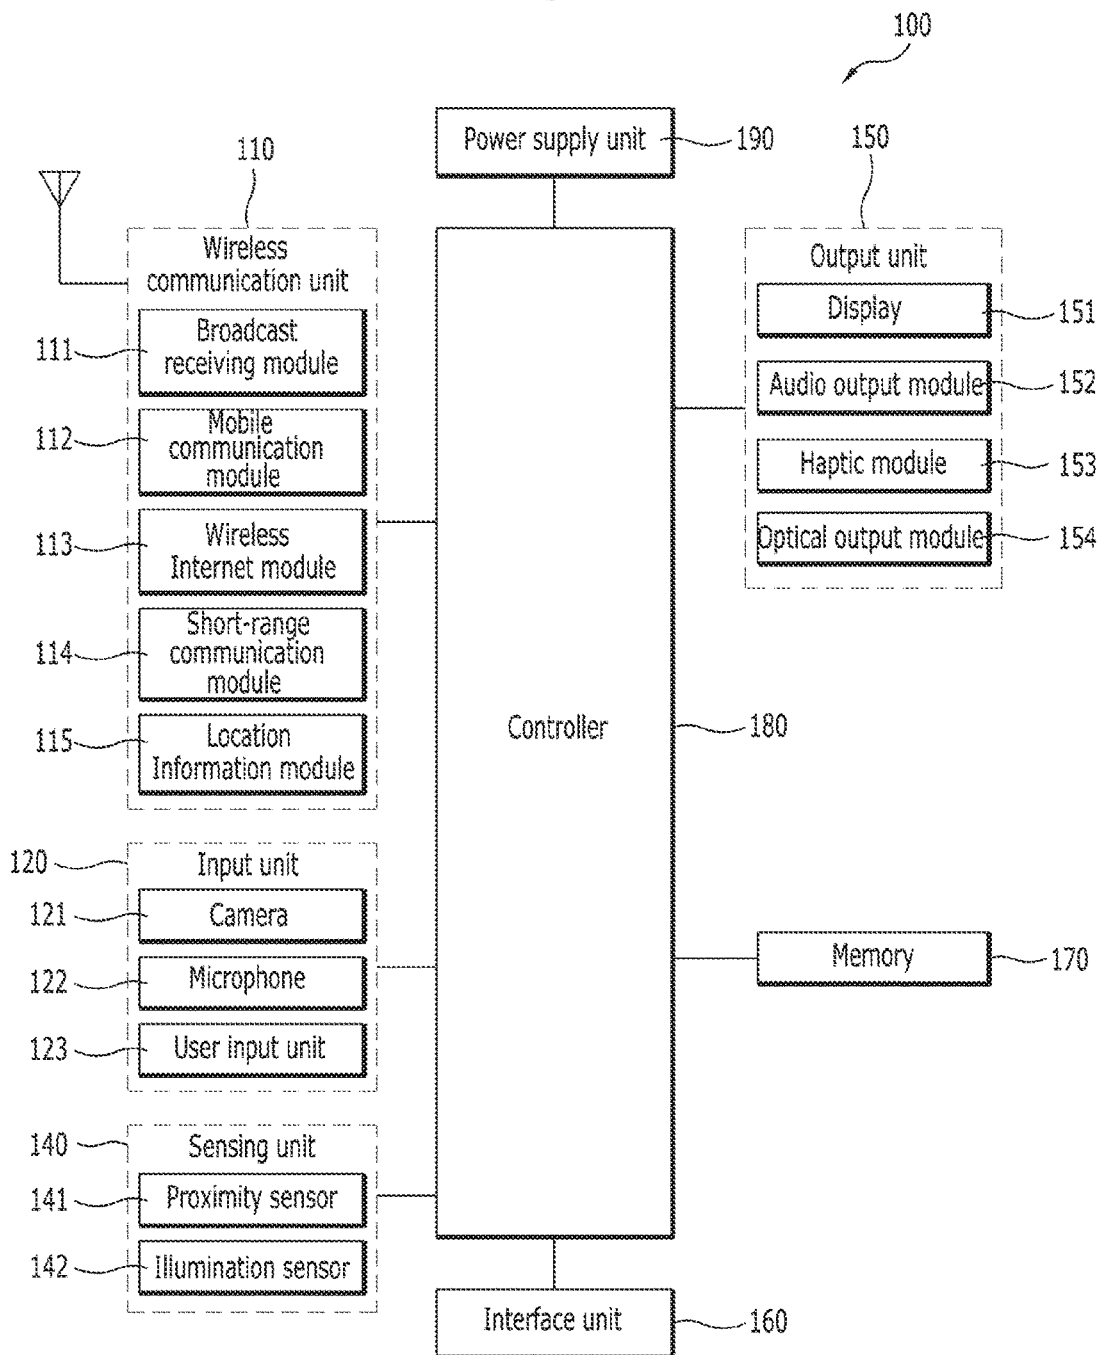 100
Power supply unit
190
110
150
Wireless
communication unit
Output unit
111
Broadcast
receiving module
Display
151
112
Mobile
communication
module
Audio output module
152
Haptic module
153
113
Wireless
Internet module
Optical output module
154
114
Short-range
communication
module
115
Location
Information module
Controller
180
120
Input unit
121
Camera
122
Microphone
Memory
170
123
User input unit
140
Sensing unit
141
Proximity sensor
142
Illumination sensor
Interface unit
160